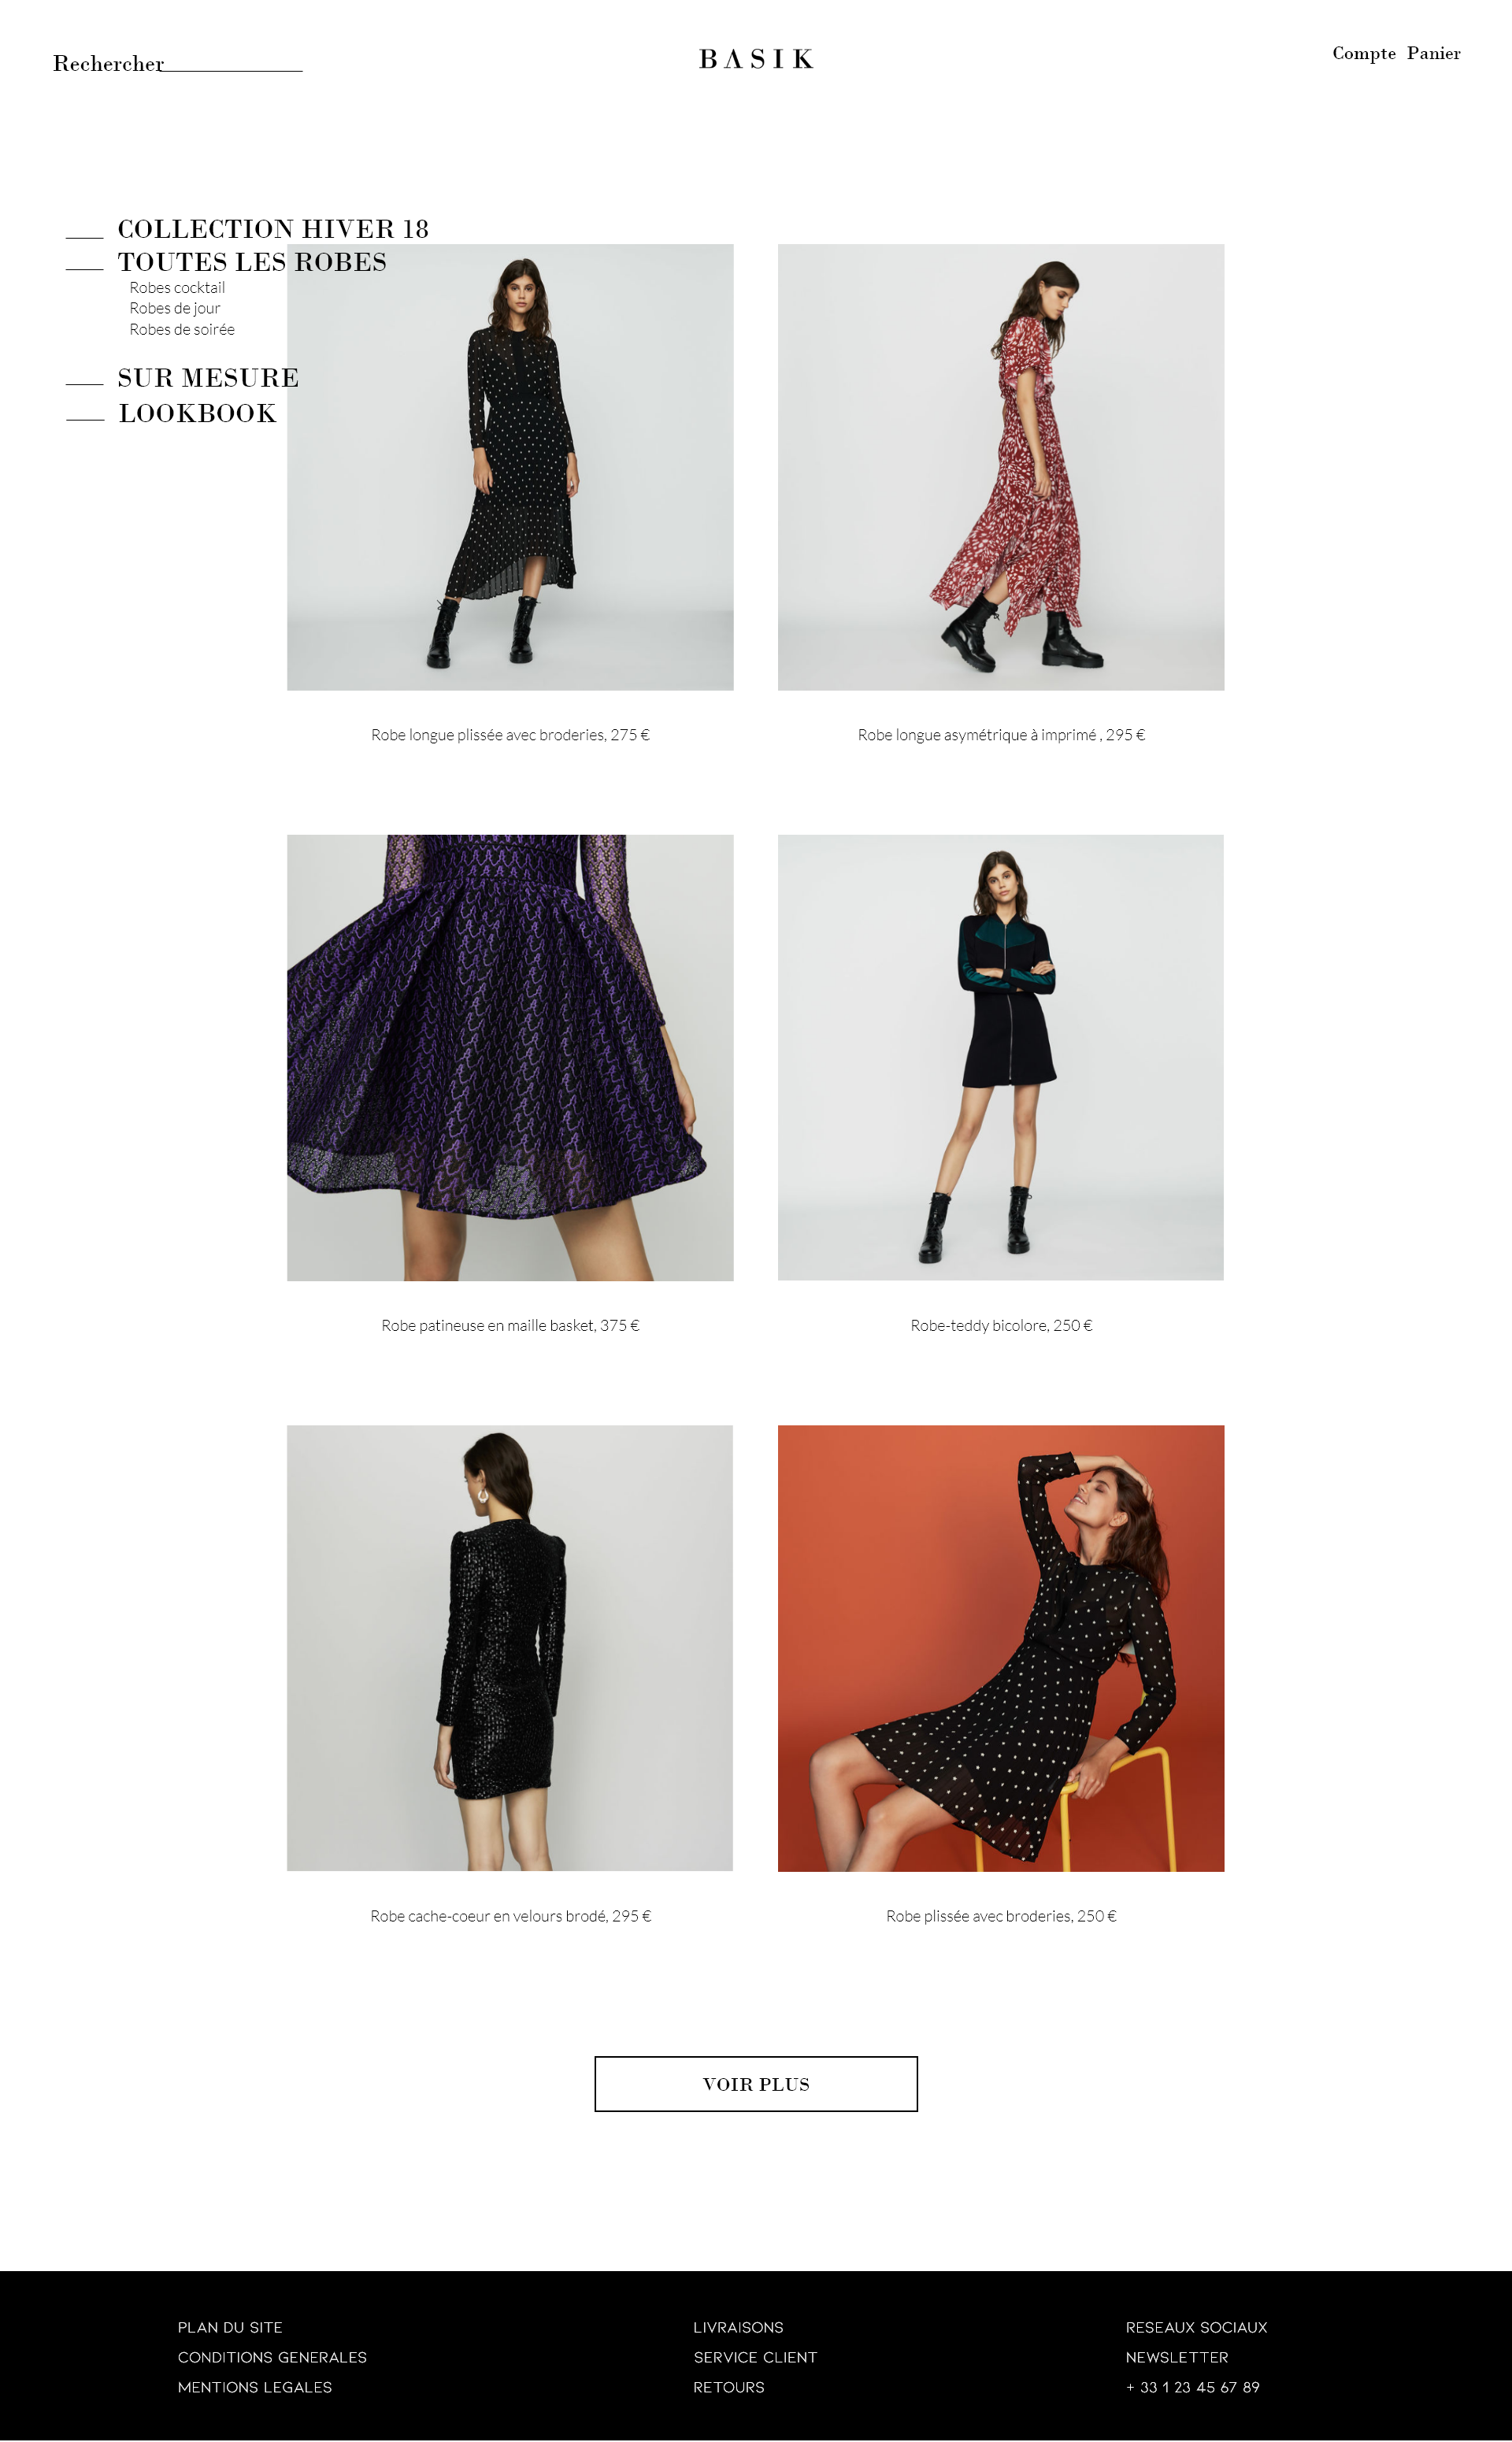 Rechercher
BASIK
Compte Panier
COLLECTION HIVER 18
TOUTES LES ROBES
Robes cocktail
Robes de jour
Robes de soirée
SUR MESURE
LOOKBOOK
Robe longue plissée avec broderies, 275 €
Robe longue asymétrique à imprimé , 295 €
Robe patineuse en maille basket, 375 €
Robe-teddy bicolore, 250 €
Robe cache-coeur en velours brodé, 295 €
Robe plissée avec broderies, 250 €
VOIR PLUS
PLAN DU SITE
CONDITIONS GENERALES
MENTIONS LEGALES
LIVRAISONS
SERVICE CLIENT
RETOURS
RESEAUX SOCIAUX
NEWSLETTER
+ 33 1 23 45 67 89